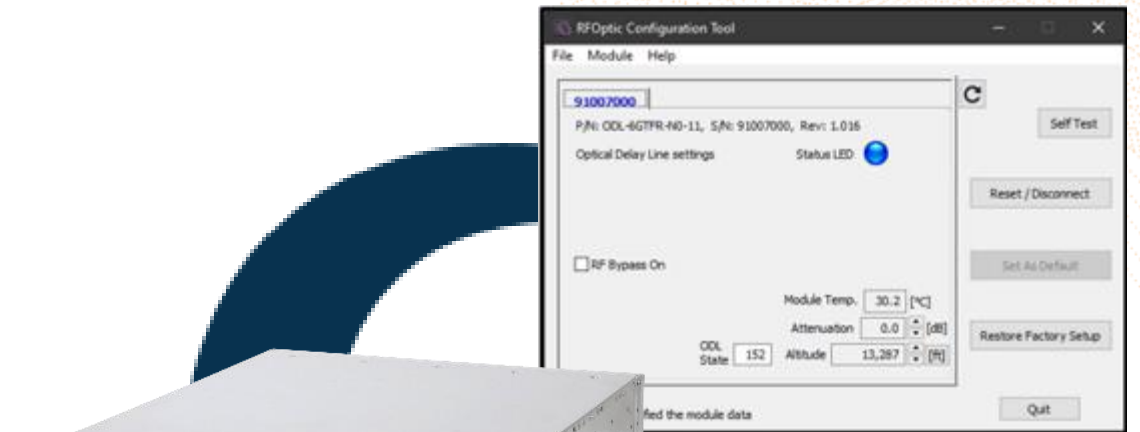 RFOptic Configuration Tool
File Module Help
91007000
P/N: ODL-6GTFR-N0-11, S/N: 91007000, Rev: 1.016
Self Test
Optical Delay Line settings Status LED
Reset / Disconnect
RF Bypass On
Set As Default
Module Temp. 30.2 [°C]
Attenuation 0.0 [dB]
Restore Factory Setup
ODL State 152 Altitude 13,287 [ft]
the module data
Quit